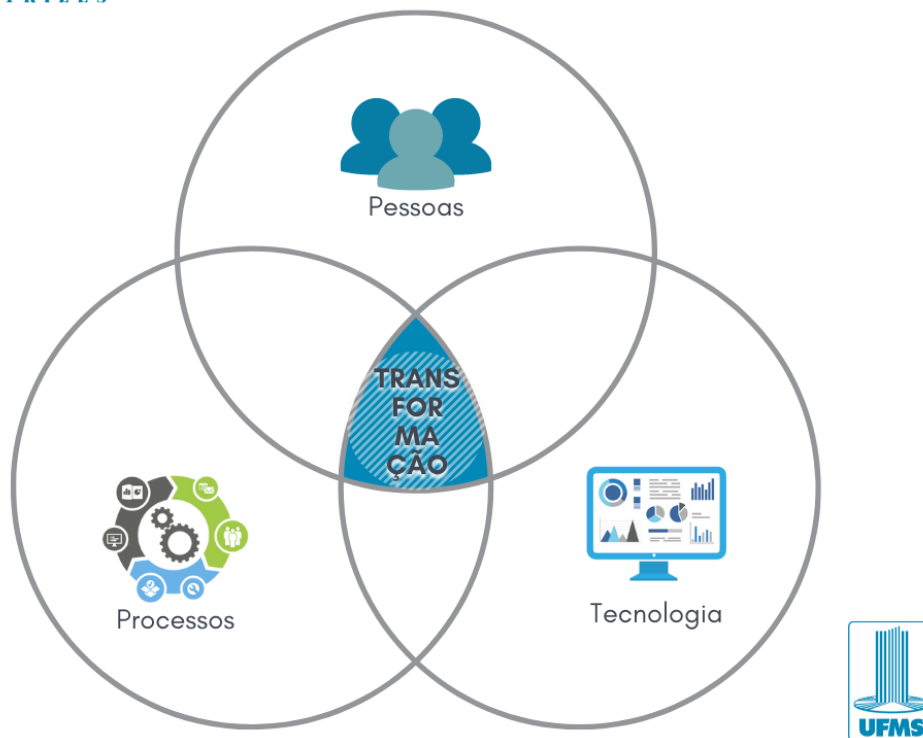 Pessoas
TRANS
FOR
MA
ÇÃO
Processos
Tecnologia
UFMS